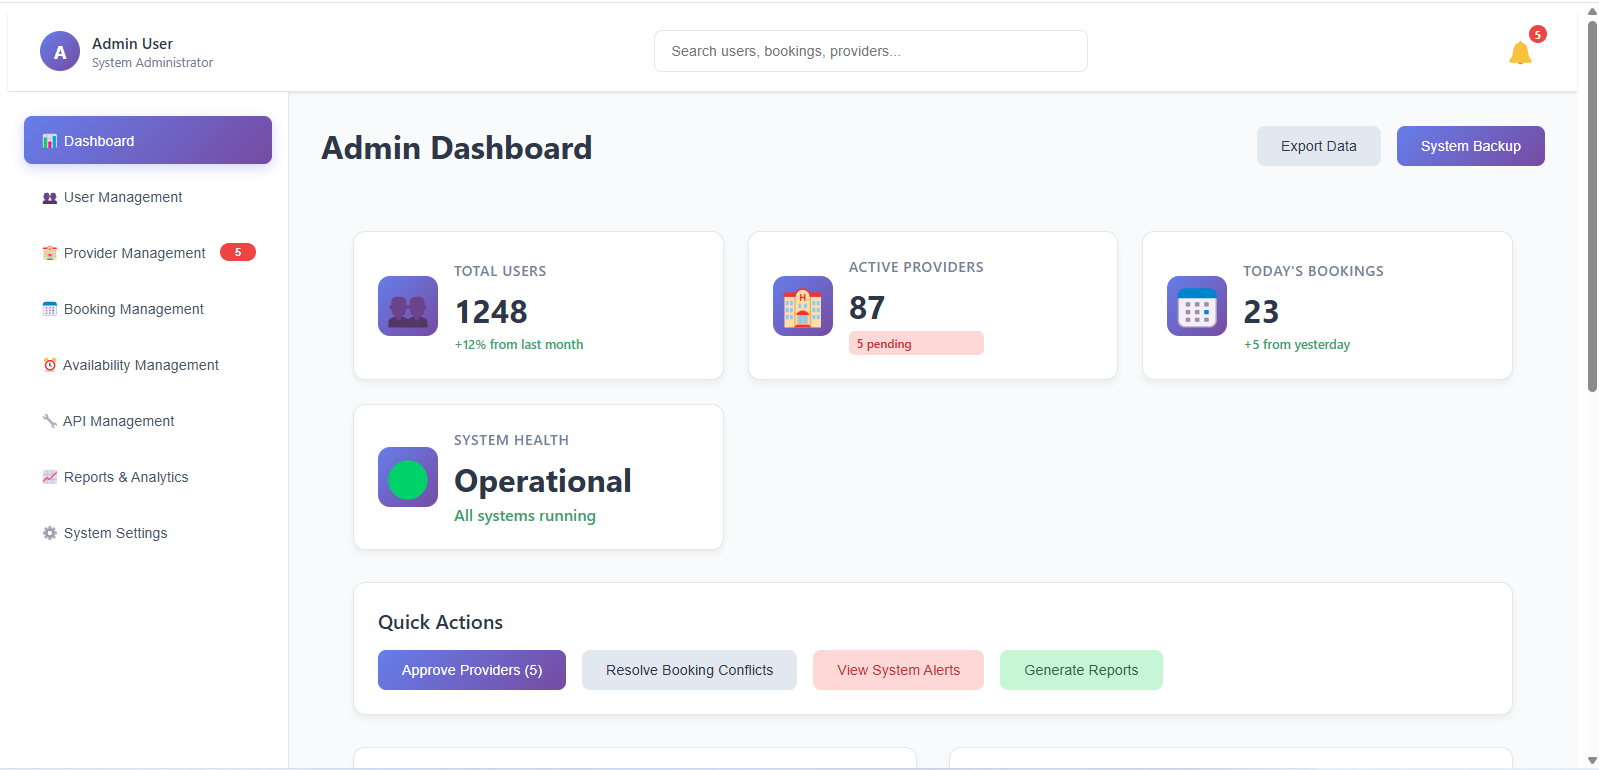 A
Admin User
System Administrator
Search users, bookings, providers...
5
Dashboard
User Management
Provider Management 5
Booking Management
Availability Management
API Management
Reports & Analytics
System Settings
Admin Dashboard
Export Data
System Backup
TOTAL USERS
1248
+12% from last month
ACTIVE PROVIDERS
87
5 pending
TODAY'S BOOKINGS
23
+5 from yesterday
SYSTEM HEALTH
Operational
All systems running
Quick Actions
Approve Providers (5)
Resolve Booking Conflicts
View System Alerts
Generate Reports